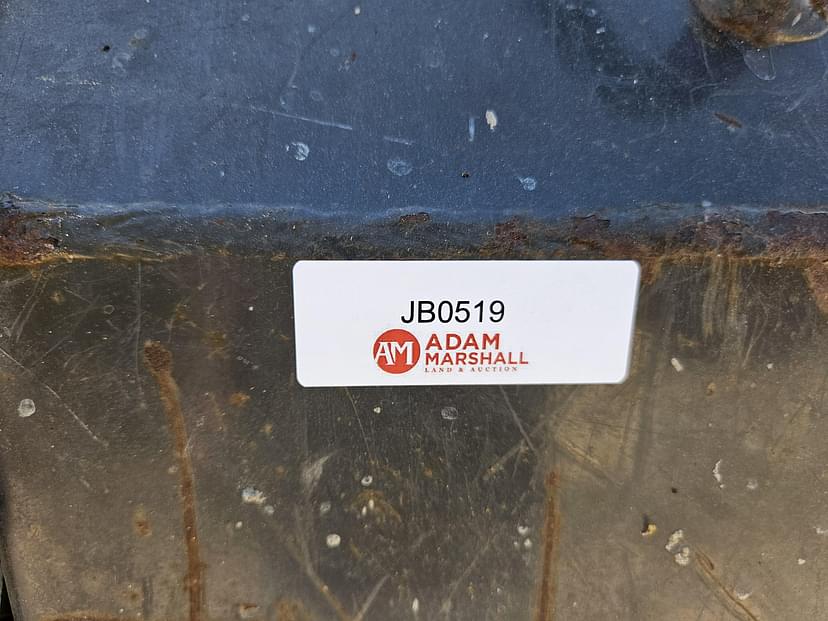 JB0519
AM
ADAM
MARSHALL
LAND & AUCTION